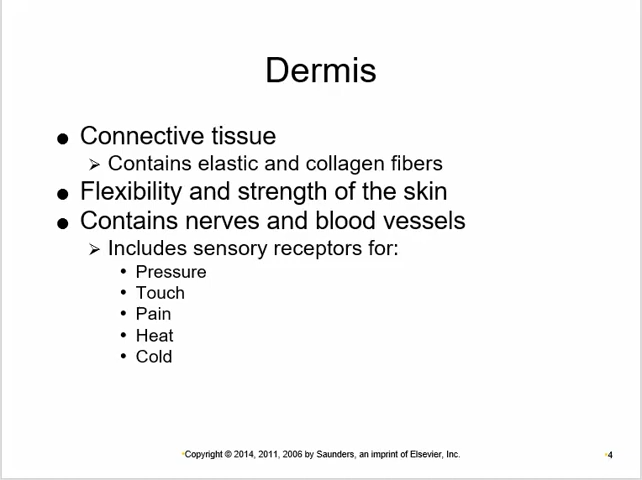 Dermis
● Connective tissue
➢ Contains elastic and collagen fibers
● Flexibility and strength of the skin
● Contains nerves and blood vessels
➢ Includes sensory receptors for:
• Pressure
• Touch
• Pain
• Heat
• Cold
•Copyright © 2014, 2011, 2006 by Saunders, an imprint of Elsevier, Inc.
•4